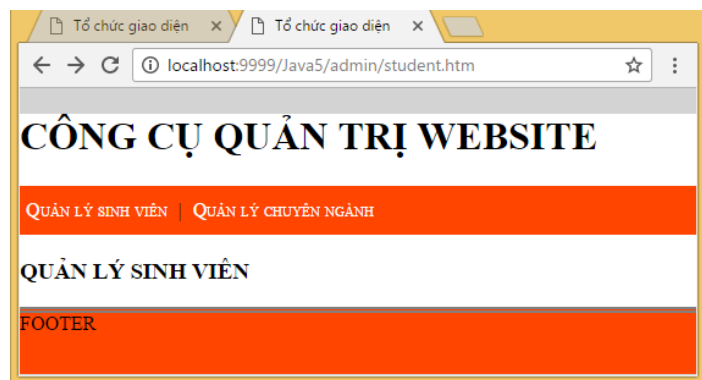 Tổ chức giao diện
Tổ chức giao diện
localhost:9999/Java5/admin/student.htm
CÔNG CỤ QUẢN TRỊ WEBSITE
Quản lý sinh viên | Quản lý chuyên ngành
QUẢN LÝ SINH VIÊN
FOOTER